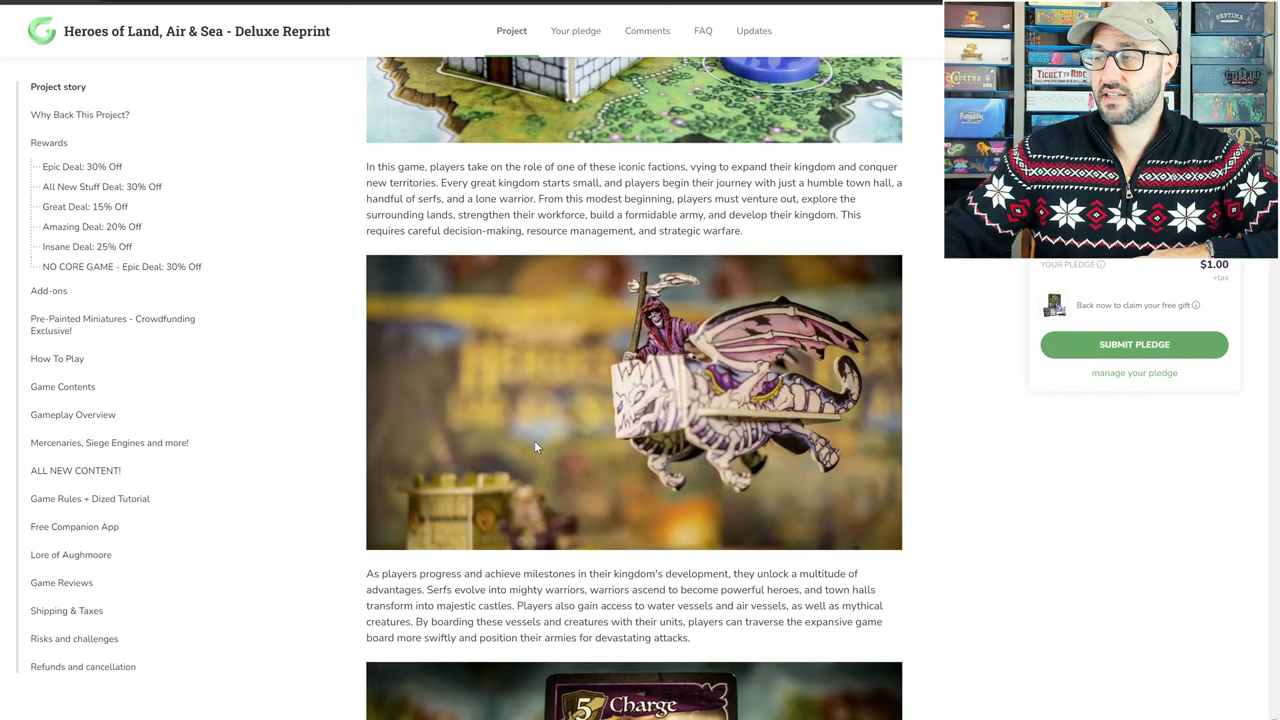 Heroes of Land, Air & Sea - Deluxe Reprint
Project
Your pledge
Comments
FAQ
Updates
Project story
Why Back This Project?
Rewards
Epic Deal: 30% Off
All New Stuff Deal: 30% Off
Great Deal: 15% Off
Amazing Deal: 20% Off
Insane Deal: 25% Off
NO CORE GAME - Epic Deal: 30% Off
Add-ons
Pre-Painted Miniatures - Crowdfunding
Exclusive!
How To Play
Game Contents
Gameplay Overview
Mercenaries, Siege Engines and more!
ALL NEW CONTENT!
Game Rules + Dized Tutorial
Free Companion App
Lore of Aughmoore
Game Reviews
Shipping & Taxes
Risks and challenges
Refunds and cancellation
In this game, players take on the role of one of these iconic factions, vying to expand their kingdom and conquer
new territories. Every great kingdom starts small, and players begin their journey with just a humble town hall, a
handful of serfs, and a lone warrior. From this modest beginning, players must venture out, explore the
surrounding lands, strengthen their workforce, build a formidable army, and develop their kingdom. This
requires careful decision-making, resource management, and strategic warfare.
As players progress and achieve milestones in their kingdom's development, they unlock a multitude of
advantages. Serfs evolve into mighty warriors, warriors ascend to become powerful heroes, and town halls
transform into majestic castles. Players also gain access to water vessels and air vessels, as well as mythical
creatures. By boarding these vessels and creatures with their units, players can traverse the expansive game
board more swiftly and position their armies for devastating attacks.
5 Charge
SEPTIMA
Caverna
TICKET TO RIDE
Burgundy
YOUR PLEDGE
$1.00
+tax
Back now to claim your free gift
SUBMIT PLEDGE
manage your pledge